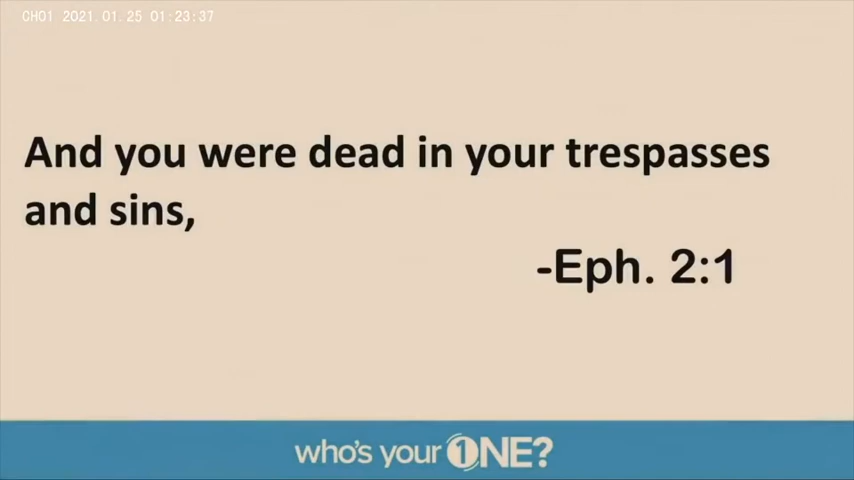 CH01 2021.01.25 01:23:37
And you were dead in your trespasses
and sins,
-Eph. 2:1
who's your ONE?